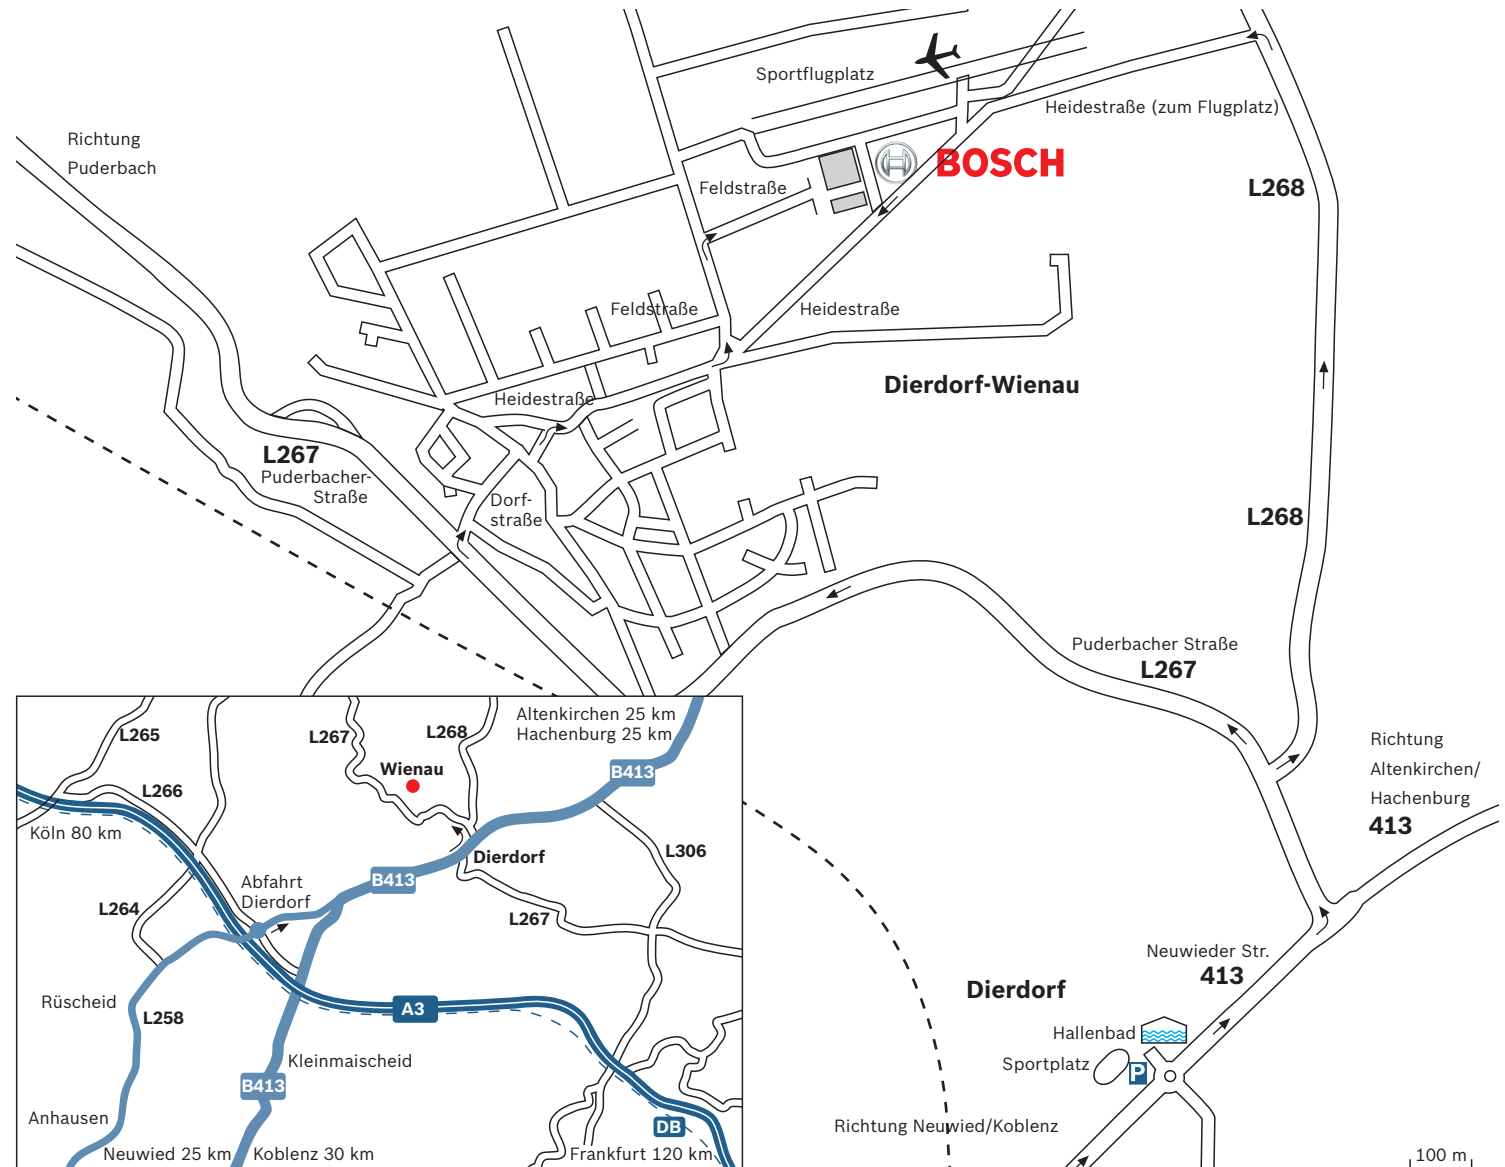 Sportflugplatz
Heidestraße (zum Flugplatz)
Richtung
Puderbach
BOSCH
Feldstraße
L268
Feldstraße
Heidestraße
Dierdorf-Wienau
Heidestraße
L267
Puderbacher-
Straße
Dorf-
straße
L268
Puderbacher Straße
L267
Richtung
Altenkirchen/
Hachenburg
413
Neuwieder Str.
413
Dierdorf
Hallenbad
Sportplatz
P
Richtung Neuwied/Koblenz
100 m
Altenkirchen 25 km
Hachenburg 25 km
L265
L267
L268
Wienau
B413
L266
Köln 80 km
Dierdorf
L306
Abfahrt
Dierdorf
B413
L264
L267
Rüscheid
L258
A3
Kleinmaischeid
B413
Anhausen
DB
Neuwied 25 km
Koblenz 30 km
Frankfurt 120 km